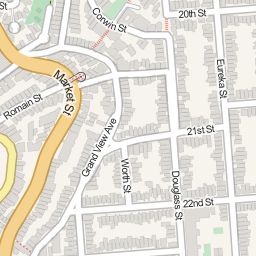 20th St
Corwin St
Eureka St
Market St
Romain St
21st St
Grand View Ave
Worth St
Douglass St
22nd St